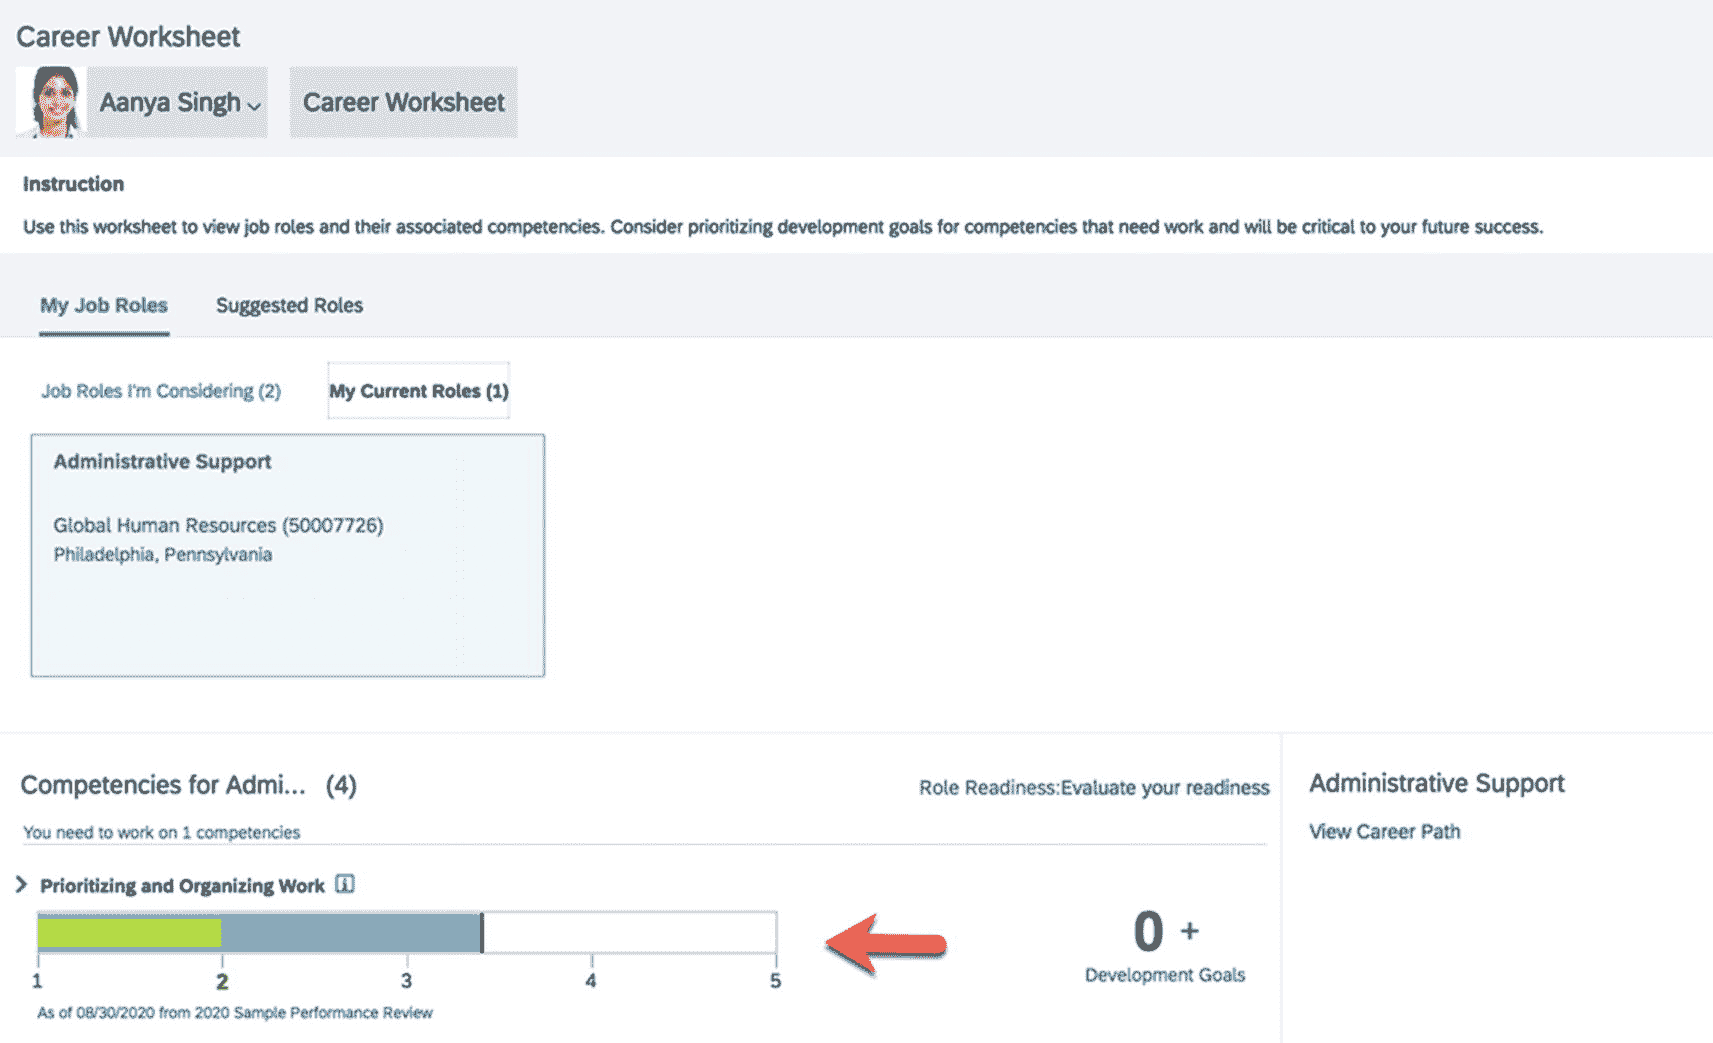 Career Worksheet
Aanya Singh
Career Worksheet
Instruction
Use this worksheet to view job roles and their associated competencies. Consider prioritizing development goals for competencies that need work and will be critical to your future success.
My Job Roles
Suggested Roles
Job Roles I'm Considering (2)
My Current Roles (1)
Administrative Support
Global Human Resources (50007726)
Philadelphia, Pennsylvania
Competencies for Admi... (4)
Role Readiness:Evaluate your readiness
You need to work on 1 competencies
Prioritizing and Organizing Work
1 2 3 4 5
As of 08/30/2020 from 2020 Sample Performance Review
0 +
Development Goals
Administrative Support
View Career Path